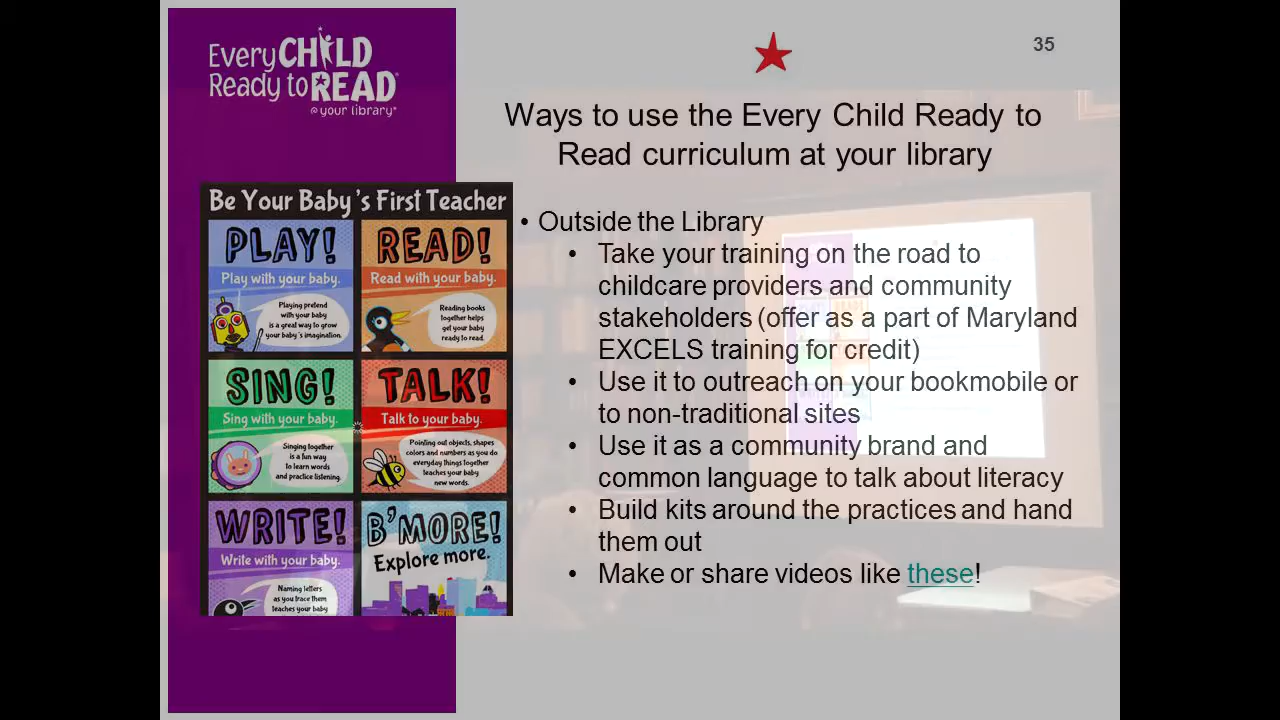 Every CHILD
Ready to READ®
@ your library®
35
Ways to use the Every Child Ready to
Read curriculum at your library
Be Your Baby's First Teacher
PLAY!
Play with your baby.
Playing pretend
with your baby
is a great way to grow
your baby's imagination.
READ!
Read with your baby.
Reading books
together helps
get your baby
ready to read.
SING!
Sing with your baby.
Singing together
is a fun way
to learn words
and practice listening.
TALK!
Talk to your baby.
Pointing out objects, shapes
colors and numbers as you do
everyday things together
teaches your baby
new words.
WRITE!
Write with your baby.
Naming letters
as you trace them
teaches your baby
B'MORE!
Explore more.
• Outside the Library
• Take your training on the road to
childcare providers and community
stakeholders (offer as a part of Maryland
EXCELS training for credit)
• Use it to outreach on your bookmobile or
to non-traditional sites
• Use it as a community brand and
common language to talk about literacy
• Build kits around the practices and hand
them out
• Make or share videos like these!